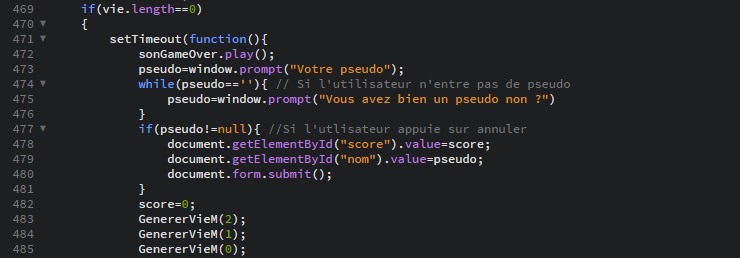 469 if(vie.length==0)
470 {
471 setTimeout(function(){
472 sonGameOver.play();
473 pseudo=window.prompt("Votre pseudo");
474 while(pseudo==''){ // Si l'utilisateur n'entre pas de pseudo
475 pseudo=window.prompt("Vous avez bien un pseudo non ?")
476 }
477 if(pseudo!=null){ //Si l'utlisateur appuie sur annuler
478 document.getElementById("score").value=score;
479 document.getElementById("nom").value=pseudo;
480 document.form.submit();
481 }
482 score=0;
483 GenererVieM(2);
484 GenererVieM(1);
485 GenererVieM(0);